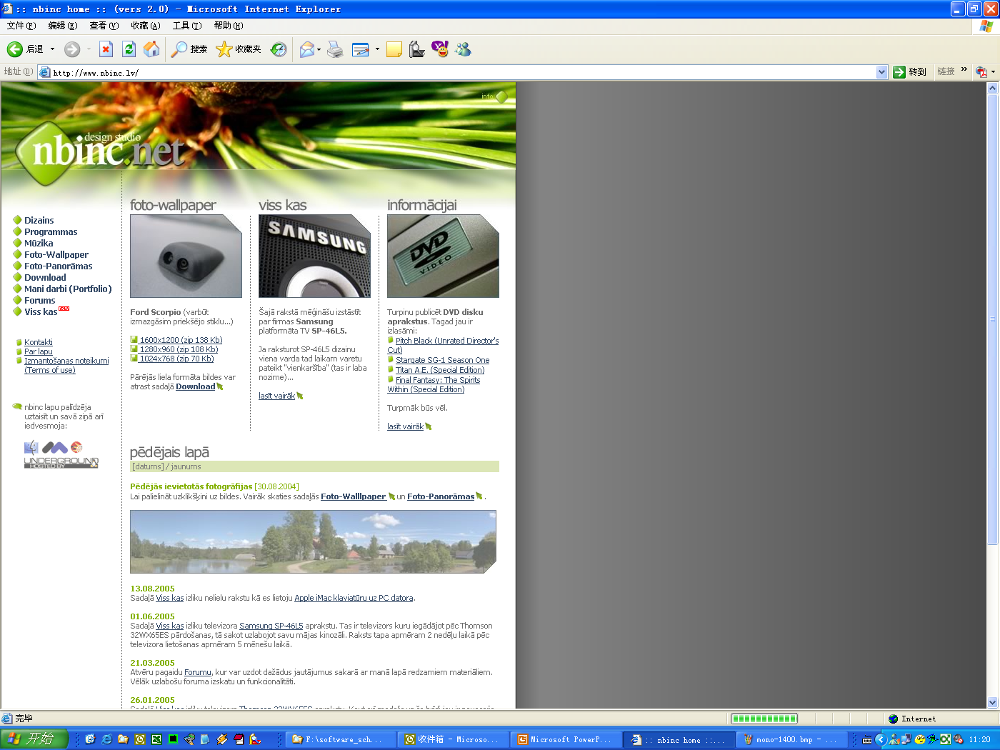 :: nbinc home :: (vers 2.0) - Microsoft Internet Explorer
文件(F) 编辑(E) 查看(V) 收藏(A) 工具(T) 帮助(H)
后退 搜索 收藏夹
地址(D) http://www.nbinc.lv/ 转到 链接 »
info
design studio
nbinc.net
foto-wallpaper
viss kas
informācijai
SAMSUNG
DVD
VIDEO
Dizains
Programmas
Mūzika
Foto-Wallpaper
Foto-Panorāmas
Download
Mani darbi (Portfolio)
Forums
Viss kas new
Kontakti
Par lapu
Izmantošanas noteikumi
(Terms of use)
nbinc lapu palīdzēja
uztaisīt un savā ziņā arī
iedvesmoja:
UNDERGROUND
HOSTED BY
Ford Scorpio (varbūt
izmazgāsim priekšējo stiklu...)
1600x1200 (zip 138 Kb)
1280x960 (zip 108 Kb)
1024x768 (zip 70 Kb)
Pārējās liela formāta bildes var
atrast sadaļā Download
Šajā rakstā mēģināšu izstāstīt
par firmas Samsung
platformāta TV SP-46L5.
Ja raksturot SP-46L5 dizainu
viena varda tad laikam varetu
pateikt "vienkaršība" (tas ir laba
nozime)...
lasīt vairāk
Turpinu publicēt DVD disku
aprakstus. Tagad jau ir
izlasāmi:
Pitch Black (Unrated Director's
Cut)
Stargate SG-1 Season One
Titan A.E. (Special Edition)
Final Fantasy: The Spirits
Within (Special Edition)
Turpmāk būs vēl.
lasīt vairāk
pēdējais lapā
[datums] / jaunums
Pēdējās ievietotās fotogrāfijas [30.08.2004]
Lai palielināt uzklikšķini uz bildes. Vairāk skaties sadaļās Foto-Walllpaper un Foto-Panorāmas .
13.08.2005
Sadaļā Viss kas izliku nelielu rakstu kā es lietoju Apple iMac klaviatūru uz PC datora.
01.06.2005
Sadaļā Viss kas izliku televizora Samsung SP-46L5 aprakstu. Tas ir televizors kuru iegādājot pēc Thomson
32WX65ES pārdošanas, tā sakot uzlabojot savu mājas kinozāli. Raksts tapa apmēram 2 nedēļu laikā pēc
televizora lietošanas apmēram 5 mēnešu laikā.
21.03.2005
Atvēru pagaidu Forumu, kur var uzdot dažādus jautājumus sakarā ar manā lapā redzamiem materiāliem.
Vēlāk uzlabošu foruma izskatu un funkcionalitāti.
26.01.2005
完毕 Internet
开始 F:\software_sch... 收件箱 - Microso... Microsoft PowerP... :: nbinc home ::... mono-1400.bmp - ... 11:20